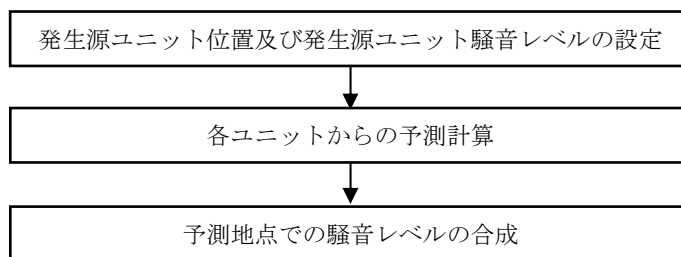 発生源ユニット位置及び発生源ユニット騒音レベルの設定
各ユニットからの予測計算
予測地点での騒音レベルの合成